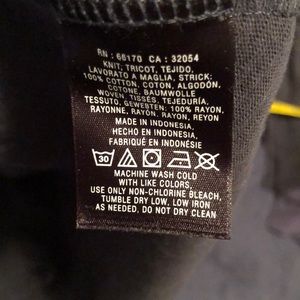 RN : 66170 CA : 32054
KNIT, TRICOT, TEJIDO,
LAVORATO A MAGLIA, STRICK:
100% COTTON, COTON, ALGODÓN,
COTONE, BAUMWOLLE
WOVEN, TISSÉS, TEJEDURÍA,
TESSUTO, GEWEBTEN: 100% RAYON,
RAYONNE, RAYÓN, RAYON, REYON
MADE IN INDONESIA,
HECHO EN INDONESIA,
FABRIQUÉ EN INDONÉSIE
30
MACHINE WASH COLD
WITH LIKE COLORS,
USE ONLY NON-CHLORINE BLEACH,
TUMBLE DRY LOW, LOW IRON
AS NEEDED, DO NOT DRY CLEAN